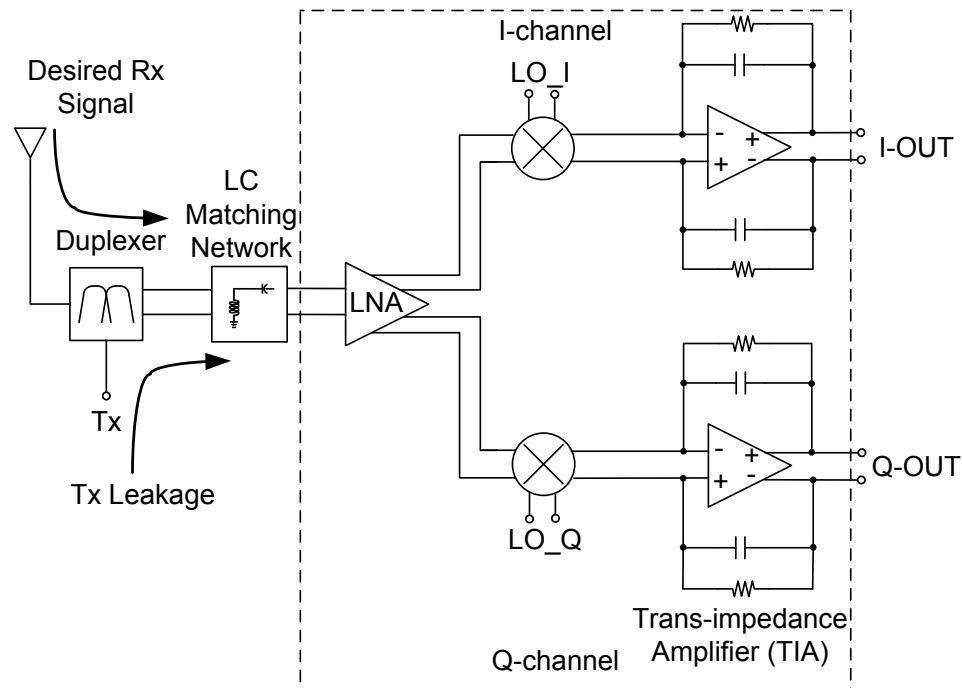 I-channel
LO_I
Desired Rx
Signal
- +
+ -
I-OUT
LC
Matching
Network
Duplexer
LNA
Tx
Tx Leakage
- +
+ -
Q-OUT
LO_Q
Trans-impedance
Amplifier (TIA)
Q-channel